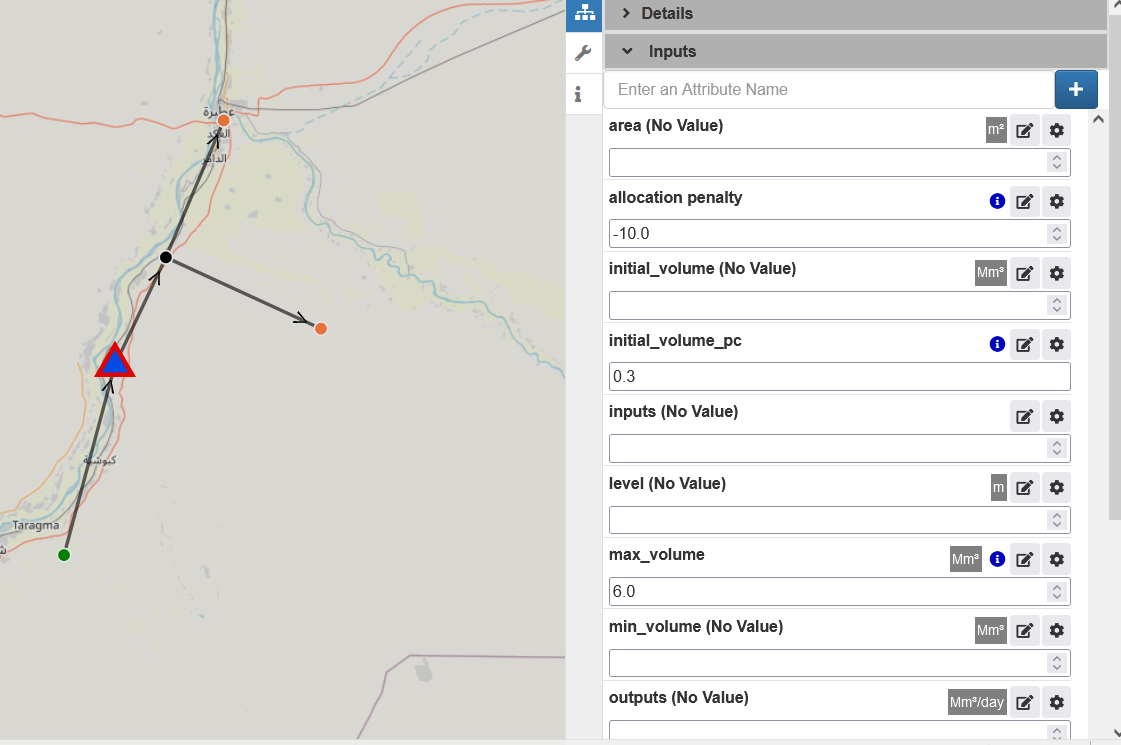 Details
Inputs
Enter an Attribute Name
area (No Value)
m²
allocation penalty
-10.0
initial_volume (No Value)
Mm³
initial_volume_pc
0.3
inputs (No Value)
level (No Value)
m
max_volume
Mm³
6.0
min_volume (No Value)
Mm³
outputs (No Value)
Mm³/day
عطبرة
الدامر
كبوشية
Taragma